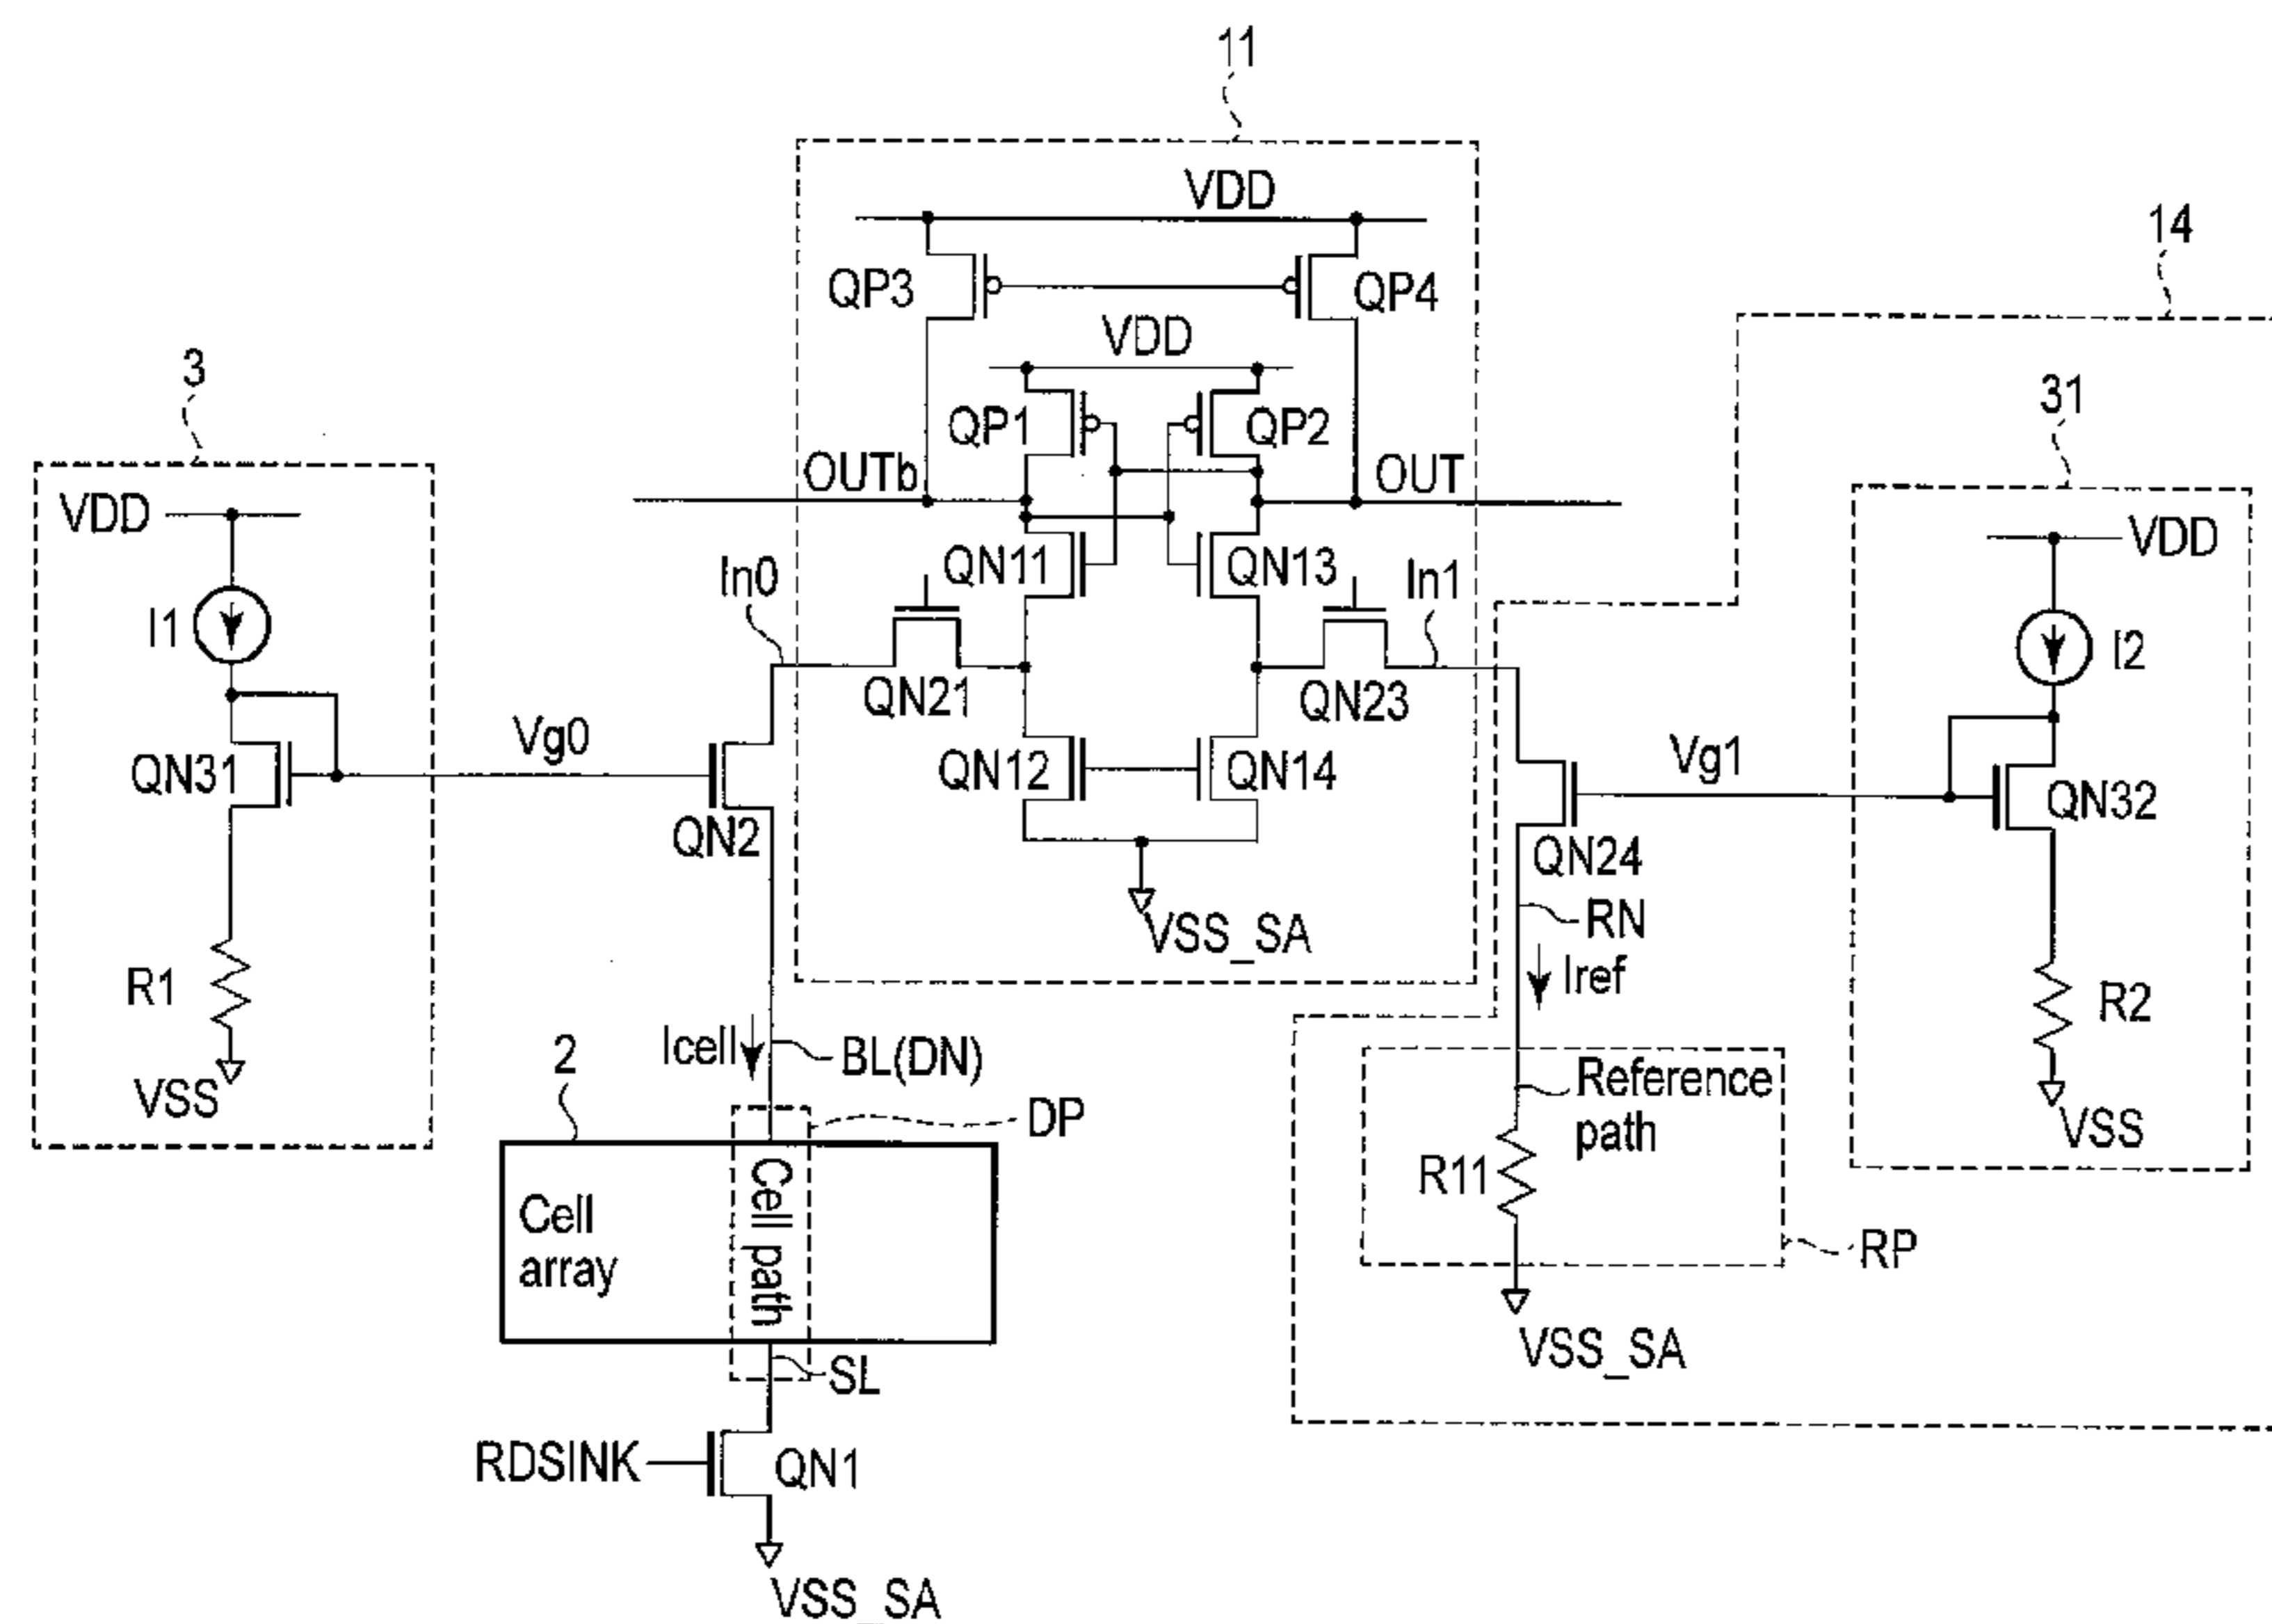 11
VDD
14
QP3
QP4
VDD
3
31
QP1
QP2
OUTb
OUT
VDD
VDD
QN11
QN13
In0
In1
I1
I2
QN21
QN23
Vg0
Vg1
QN31
QN12
QN14
QN32
QN2
QN24
RN
VSS_SA
Iref
R1
R2
2
Icell
BL(DN)
VSS
DP
Reference
path
VSS
Cell
array
Cell path
R11
RP
VSS_SA
SL
RDSINK
QN1
VSS_SA